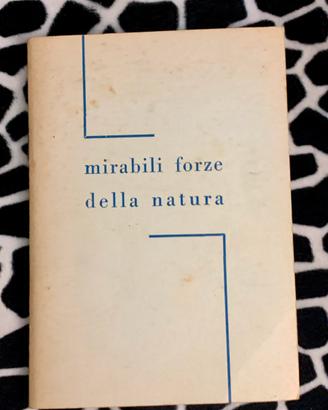 mirabili forze
della natura